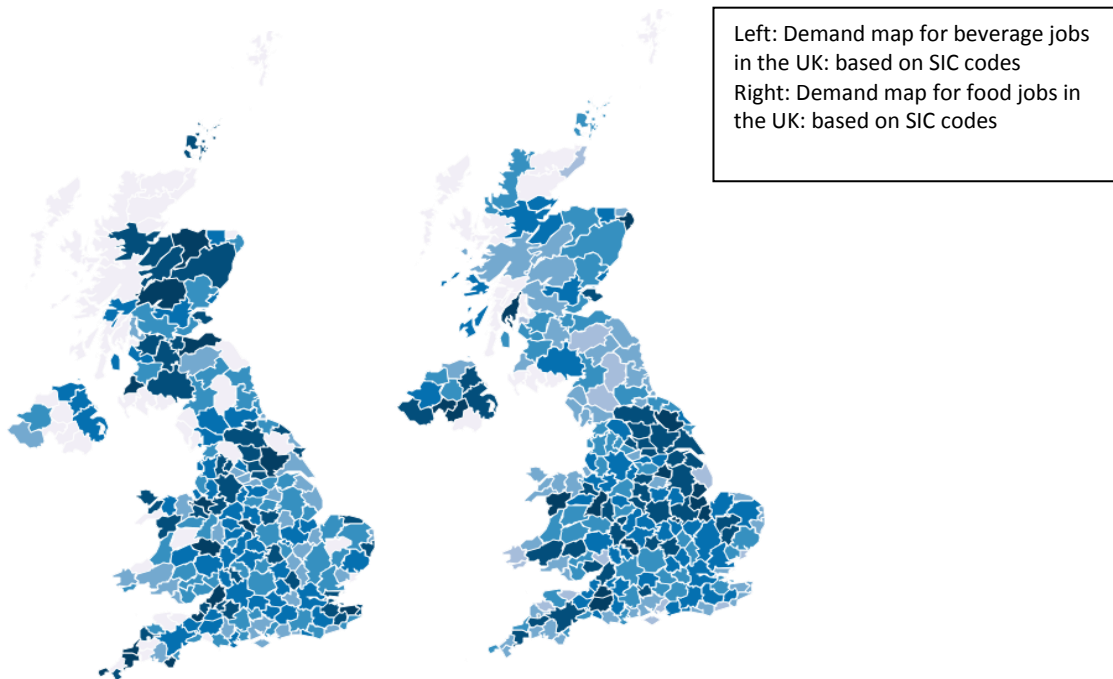 Left: Demand map for beverage jobs
in the UK: based on SIC codes
Right: Demand map for food jobs in
the UK: based on SIC codes